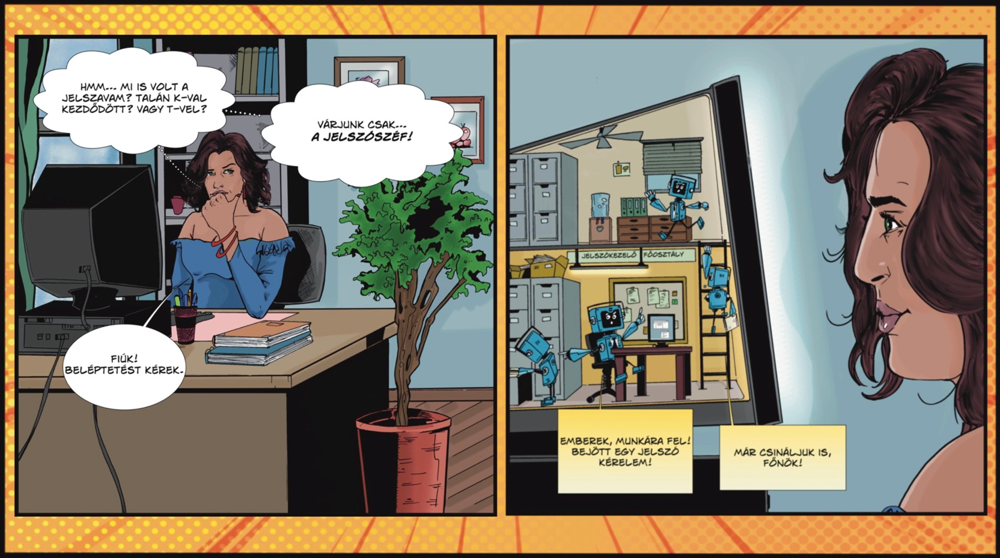 HMM... MI IS VOLT A
JELSZAVAM? TALÁN K-VAL
KEZDŐDÖTT? VAGY T-VEL?
VÁRJUNK CSAK...
A JELSZÓSZÉF!
FIÚK!
BELÉPTETÉST KÉREK.
JELSZÓKEZELŐ FŐOSZTÁLY
EMBEREK, MUNKÁRA FEL!
BEJÖTT EGY JELSZÓ
KÉRELEM!
MÁR CSINÁLJUK IS,
FŐNÖK!